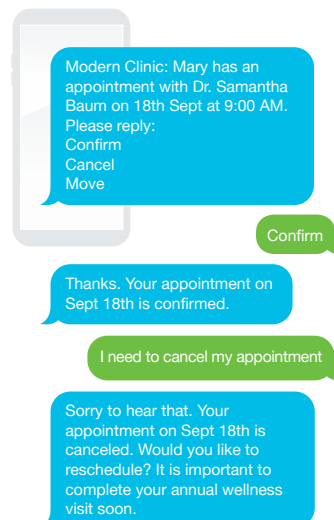 Modern Clinic: Mary has an
appointment with Dr. Samantha
Baum on 18th Sept at 9:00 AM.
Please reply:
Confirm
Cancel
Move
Confirm
Thanks. Your appointment on
Sept 18th is confirmed.
I need to cancel my appointment
Sorry to hear that. Your
appointment on Sept 18th is
canceled. Would you like to
reschedule? It is important to
complete your annual wellness
visit soon.